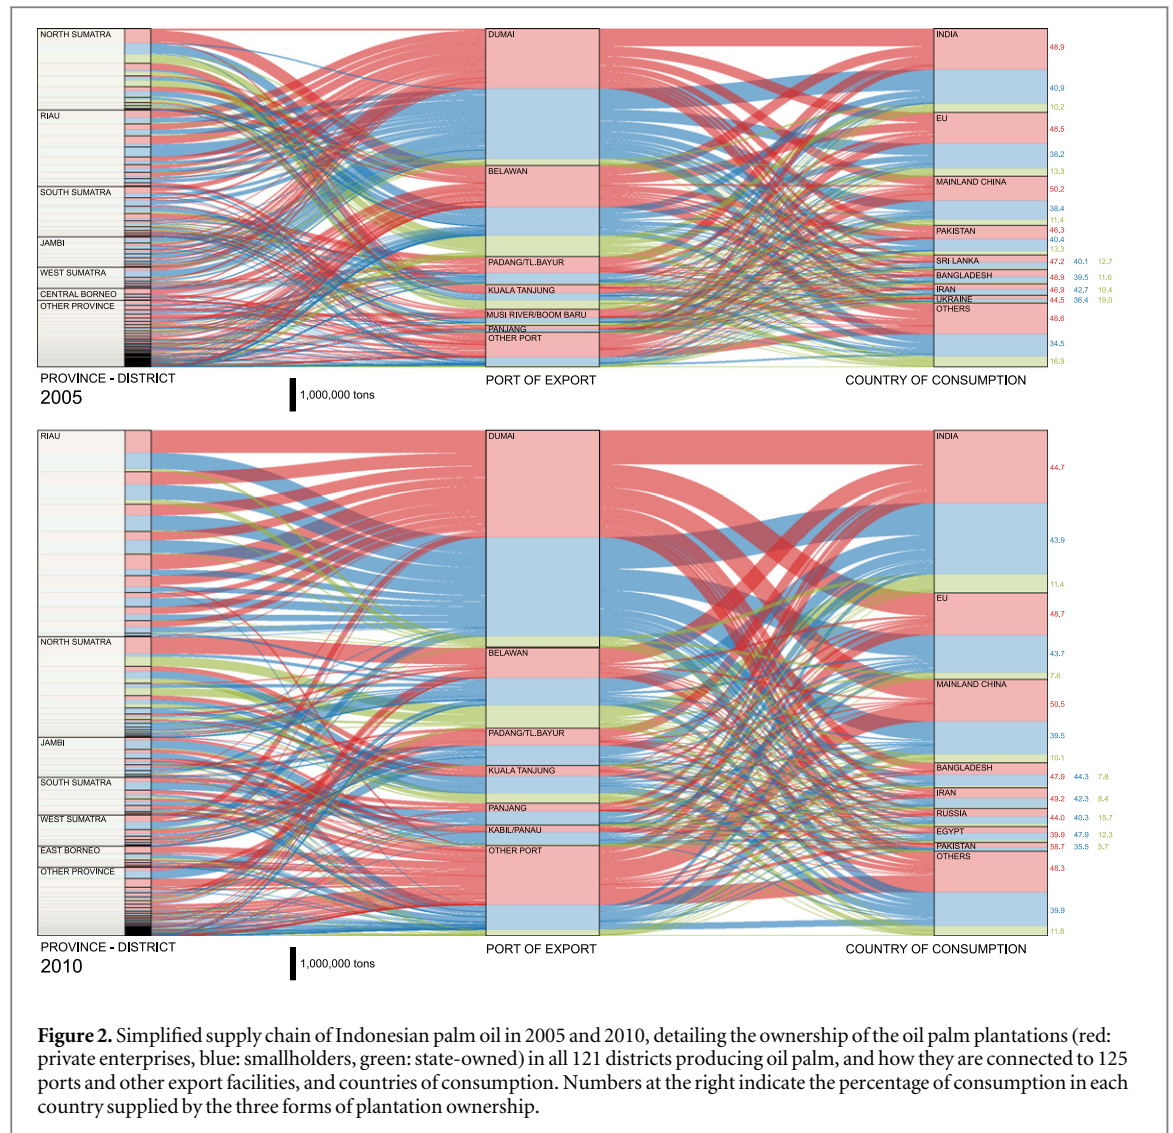 NORTH SUMATRA
RIAU
SOUTH SUMATRA
JAMBI
WEST SUMATRA
CENTRAL BORNEO
OTHER PROVINCE
DUMAI
BELAWAN
PADANG/TL.BAYUR
KUALA TANJUNG
MUSI RIVER/BOOM BARU
PANJANG
OTHER PORT
INDIA
48.9
40.9
10.2
EU
48.5
38.2
13.3
MAINLAND CHINA
50.2
38.4
11.4
PAKISTAN
46.3
40.4
13.3
SRI LANKA
47.2 40.1 12.7
BANGLADESH
48.9 39.5 11.6
IRAN
46.9 42.7 10.4
UKRAINE
44.5 36.4 19.0
OTHERS
48.6
34.5
16.9
PROVINCE - DISTRICT
2005
1,000,000 tons
PORT OF EXPORT
COUNTRY OF CONSUMPTION
RIAU
NORTH SUMATRA
JAMBI
SOUTH SUMATRA
WEST SUMATRA
EAST BORNEO
OTHER PROVINCE
DUMAI
BELAWAN
PADANG/TL.BAYUR
KUALA TANJUNG
PANJANG
KABIL/PANAU
OTHER PORT
INDIA
44.7
43.9
11.4
EU
48.7
43.7
7.6
MAINLAND CHINA
50.5
39.5
10.1
BANGLADESH
47.9 44.3 7.8
IRAN
49.2 42.3 8.4
RUSSIA
44.0 40.3 15.7
EGYPT
39.9 47.9 12.3
PAKISTAN
58.7 35.5 5.7
OTHERS
48.3
39.9
11.8
PROVINCE - DISTRICT
2010
1,000,000 tons
PORT OF EXPORT
COUNTRY OF CONSUMPTION
Figure 2. Simplified supply chain of Indonesian palm oil in 2005 and 2010, detailing the ownership of the oil palm plantations (red:
private enterprises, blue: smallholders, green: state-owned) in all 121 districts producing oil palm, and how they are connected to 125
ports and other export facilities, and countries of consumption. Numbers at the right indicate the percentage of consumption in each
country supplied by the three forms of plantation ownership.